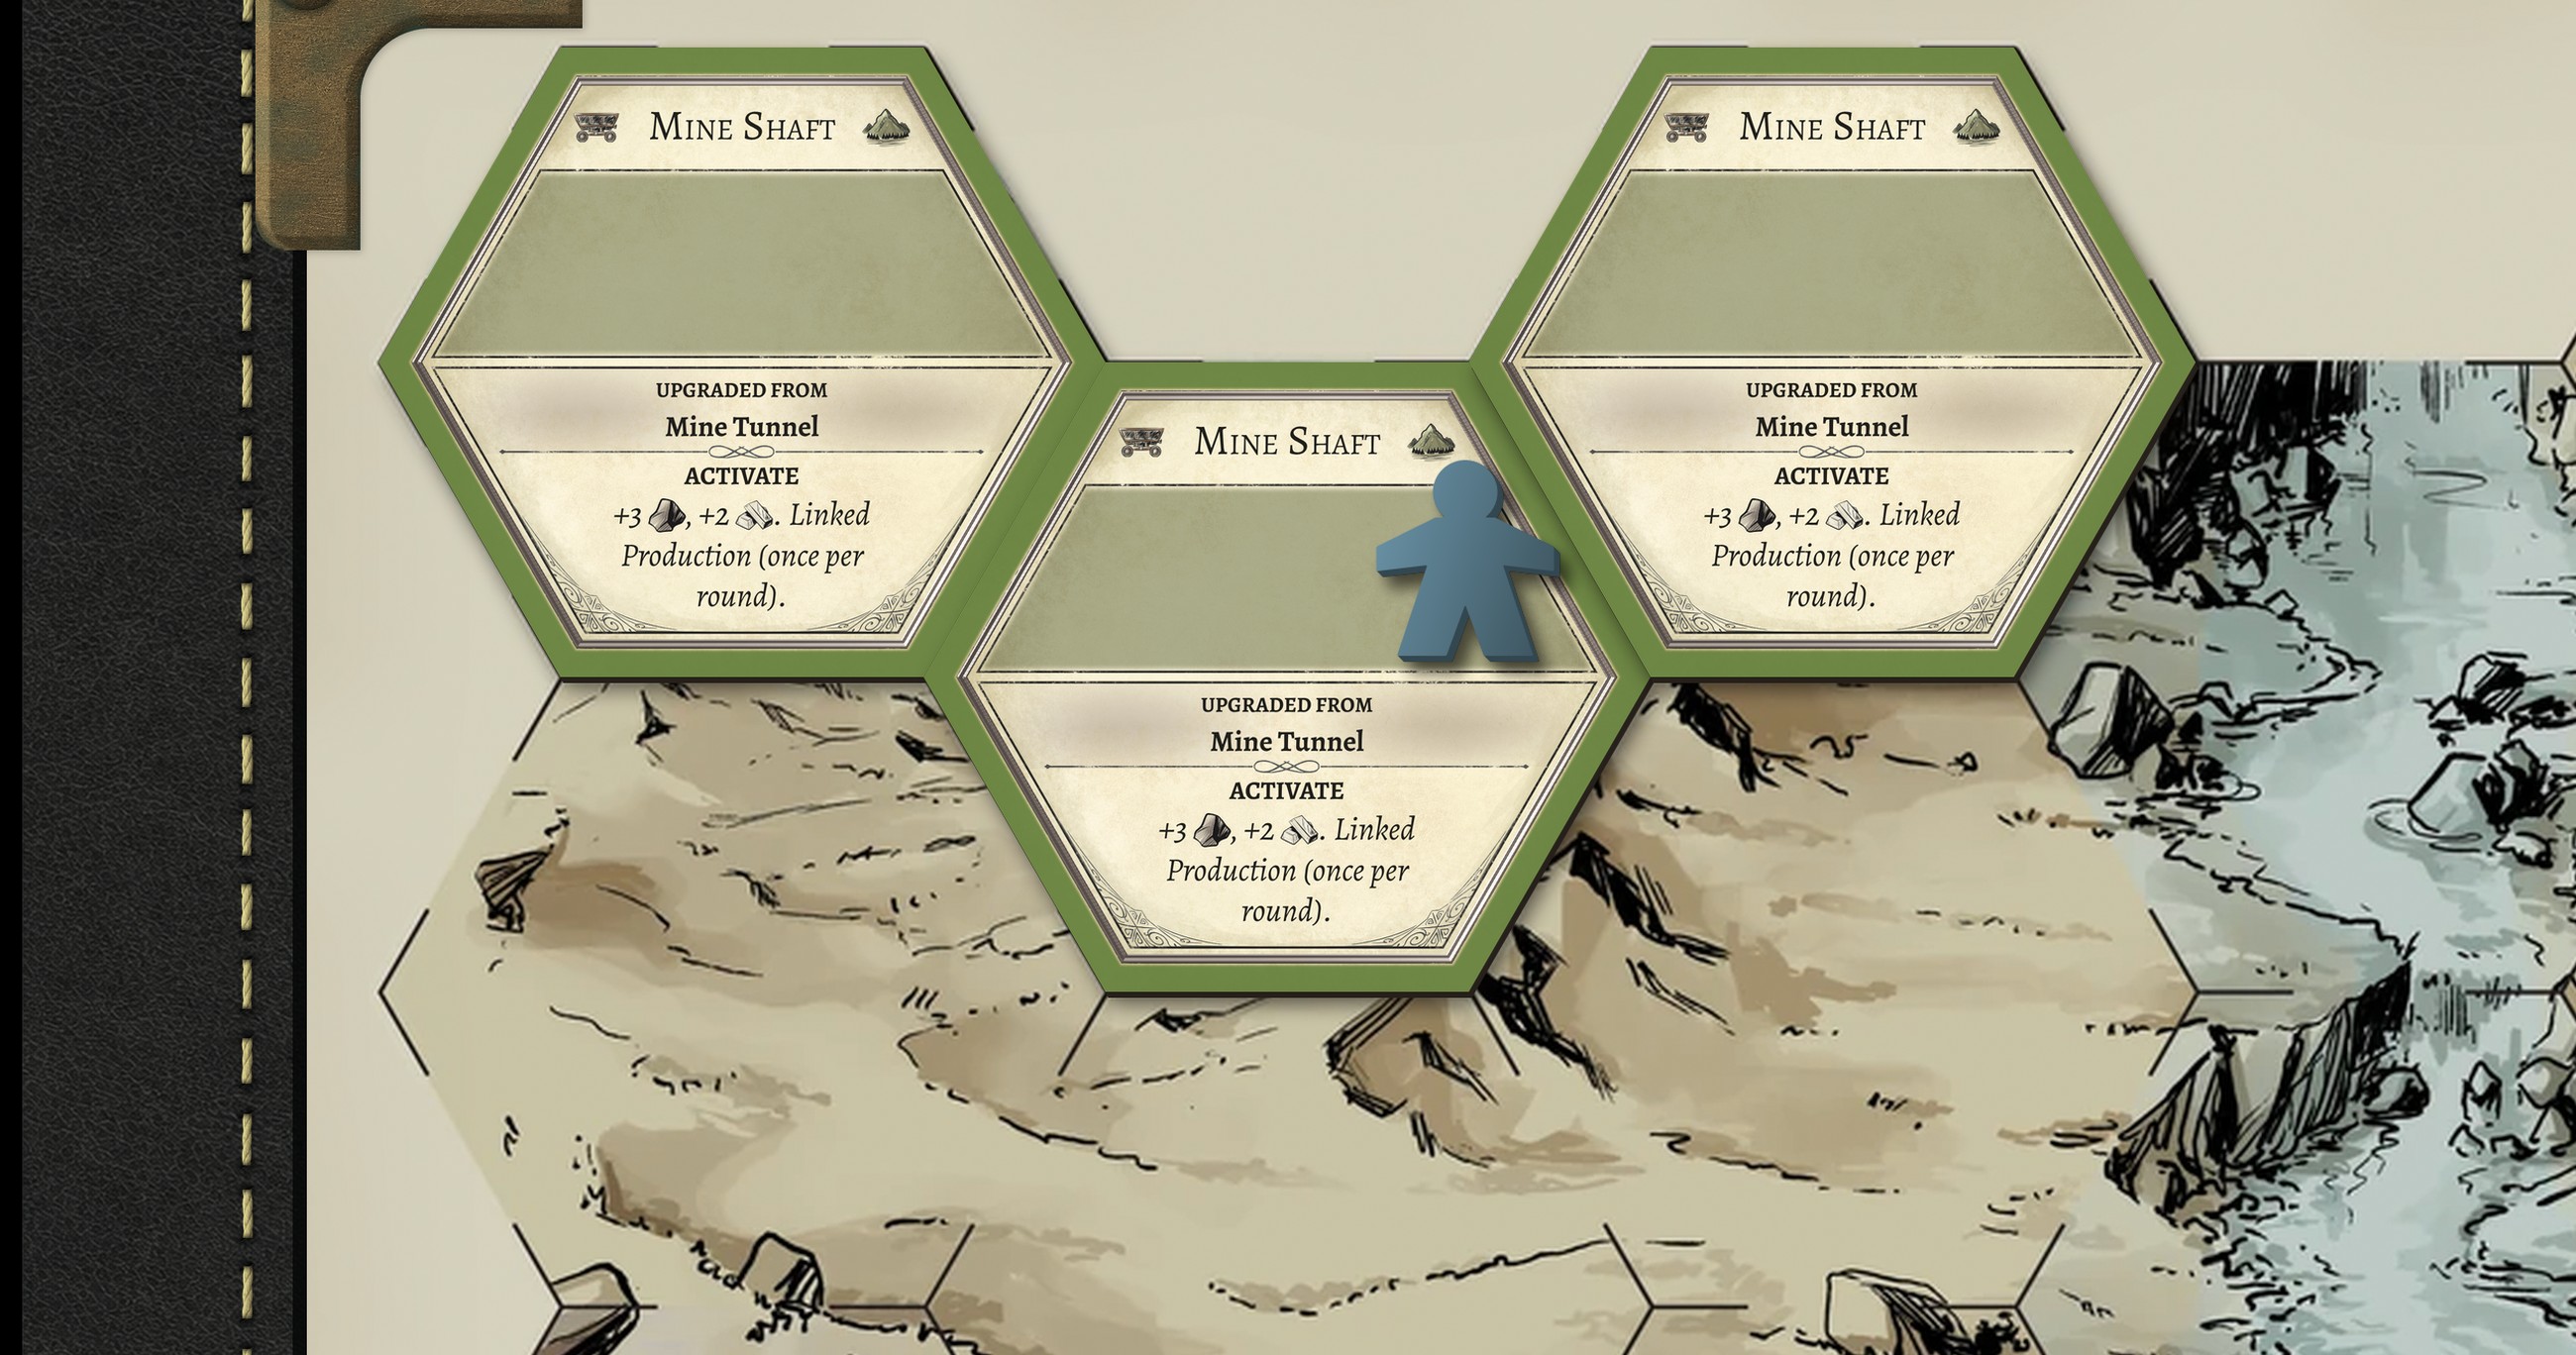 Mine Shaft
UPGRADED FROM
Mine Tunnel
ACTIVATE
+3 , +2 . Linked
Production (once per
round).
Mine Shaft
UPGRADED FROM
Mine Tunnel
ACTIVATE
+3 , +2 . Linked
Production (once per
round).
Mine Shaft
UPGRADED FROM
Mine Tunnel
ACTIVATE
+3 , +2 . Linked
Production (once per
round).